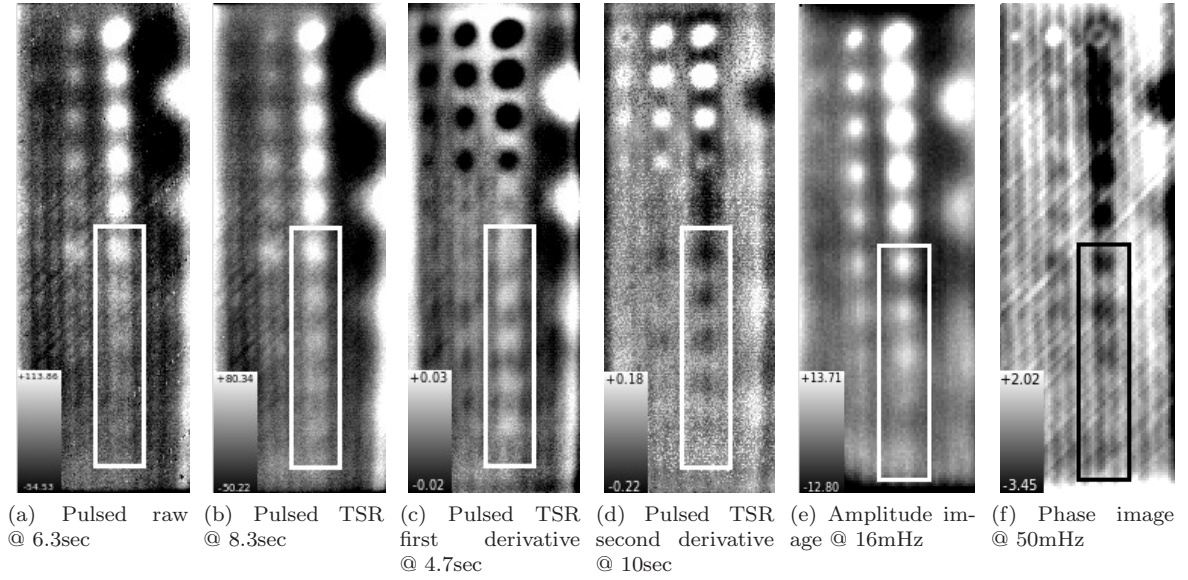 +113.86
-54.53
+80.34
-50.22
+0.03
-0.02
+0.18
-0.22
+13.71
-12.80
+2.02
-3.45
(a) Pulsed raw
@ 6.3sec
(b) Pulsed TSR
@ 8.3sec
(c) Pulsed TSR
first derivative
@ 4.7sec
(d) Pulsed TSR
second derivative
@ 10sec
(e) Amplitude im-
age @ 16mHz
(f) Phase image
@ 50mHz